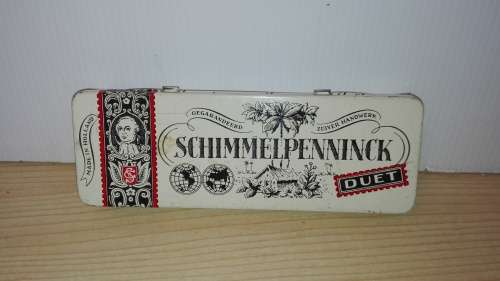 MADE IN HOLLAND
GEGARANDEERD ZUIVER HANDWERK
SCHIMMELPENNINCK
DUET